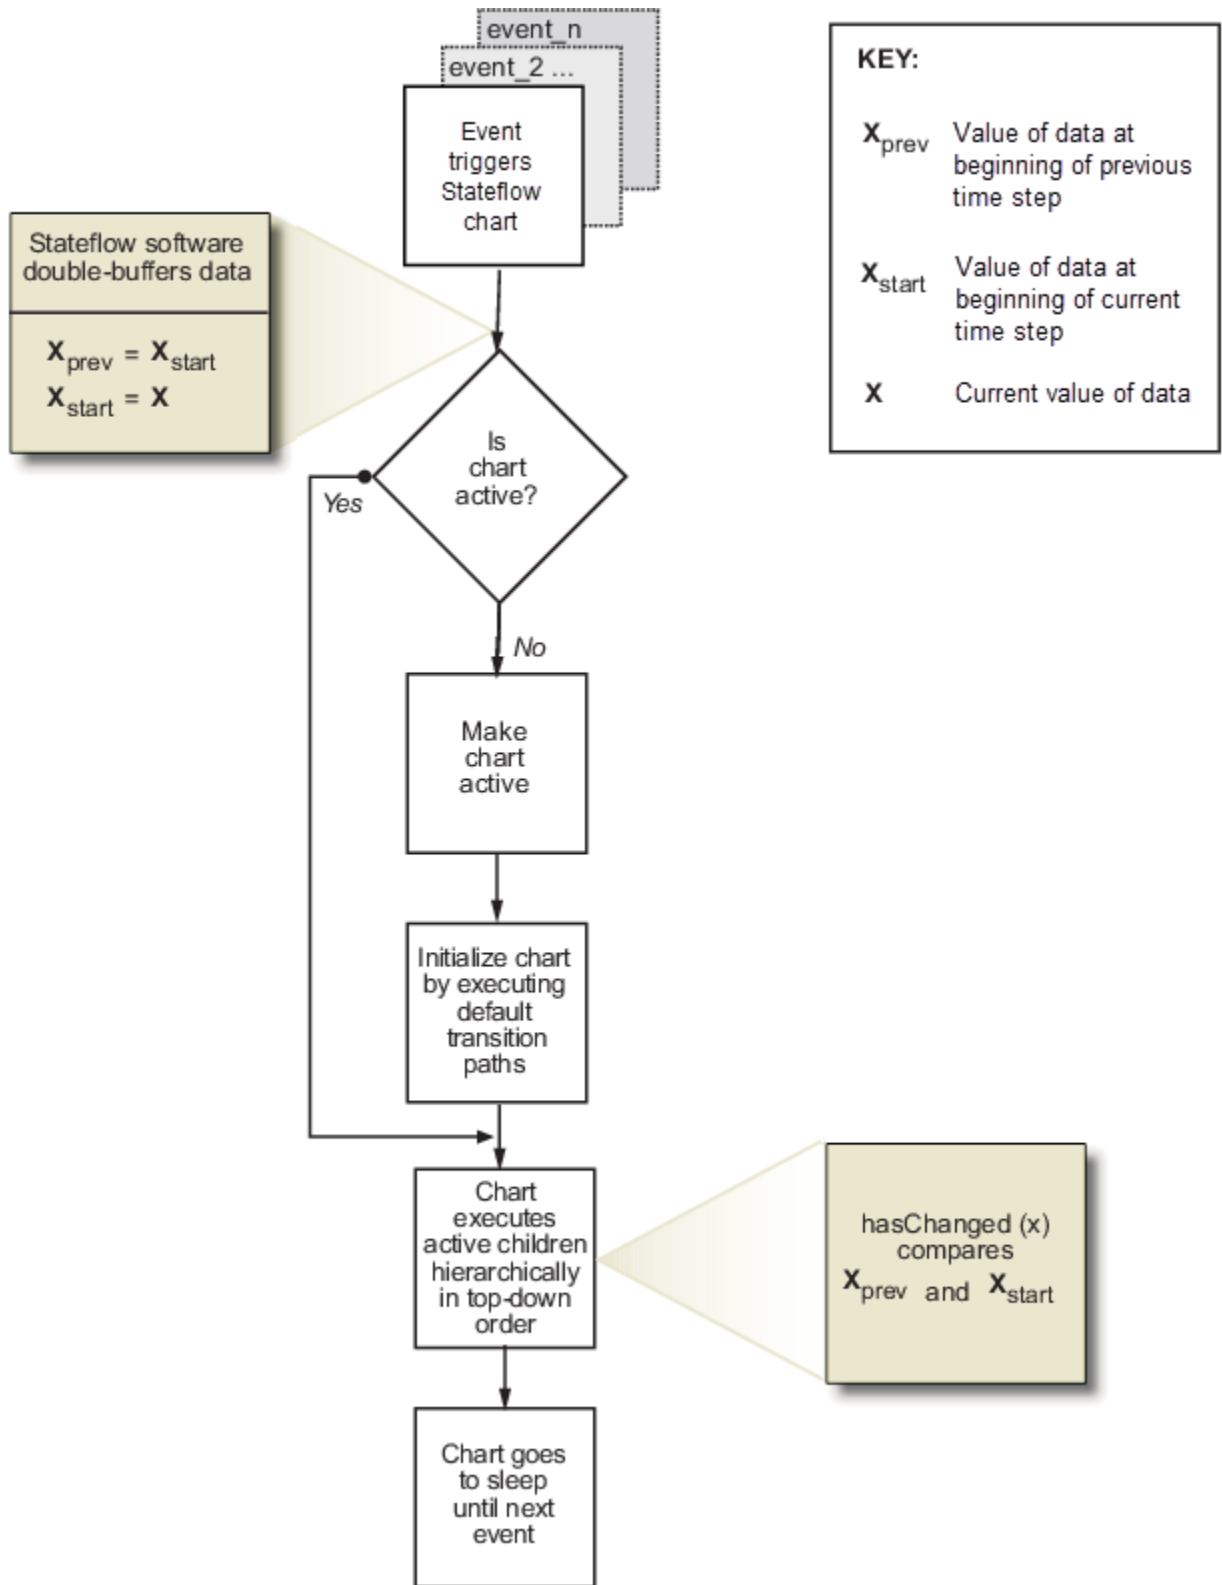 event_n
event_2 ...
Event
triggers
Stateflow
chart
KEY:
Xprev Value of data at
beginning of previous
time step
Xstart Value of data at
beginning of current
time step
X Current value of data
Stateflow software
double-buffers data
Xprev = Xstart
Xstart = X
Is
chart
active?
Yes
No
Make
chart
active
Initialize chart
by executing
default
transition
paths
Chart
executes
active children
hierarchically
in top-down
order
hasChanged (x)
compares
Xprev and Xstart
Chart goes
to sleep
until next
event